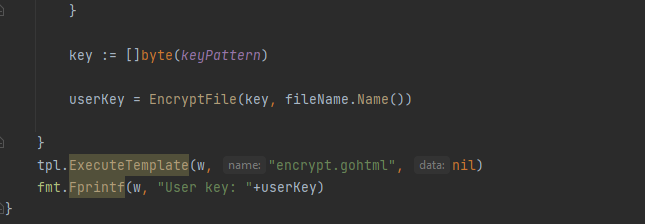 }
key := []byte(keyPattern)
userKey = EncryptFile(key, fileName.Name())
}
tpl.ExecuteTemplate(w, name: "encrypt.gohtml", data: nil)
fmt.Fprintf(w, "User key: "+userKey)
}